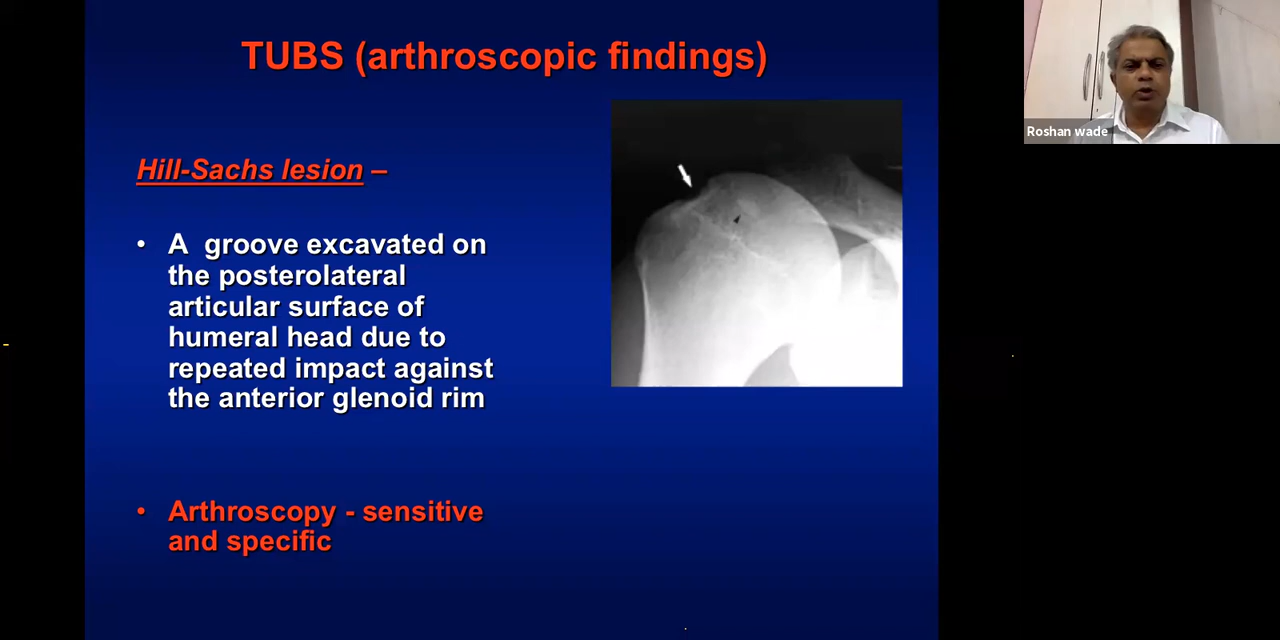 TUBS (arthroscopic findings)
Roshan wade
Hill-Sachs lesion –
• A groove excavated on
the posterolateral
articular surface of
humeral head due to
repeated impact against
the anterior glenoid rim
• Arthroscopy - sensitive
and specific